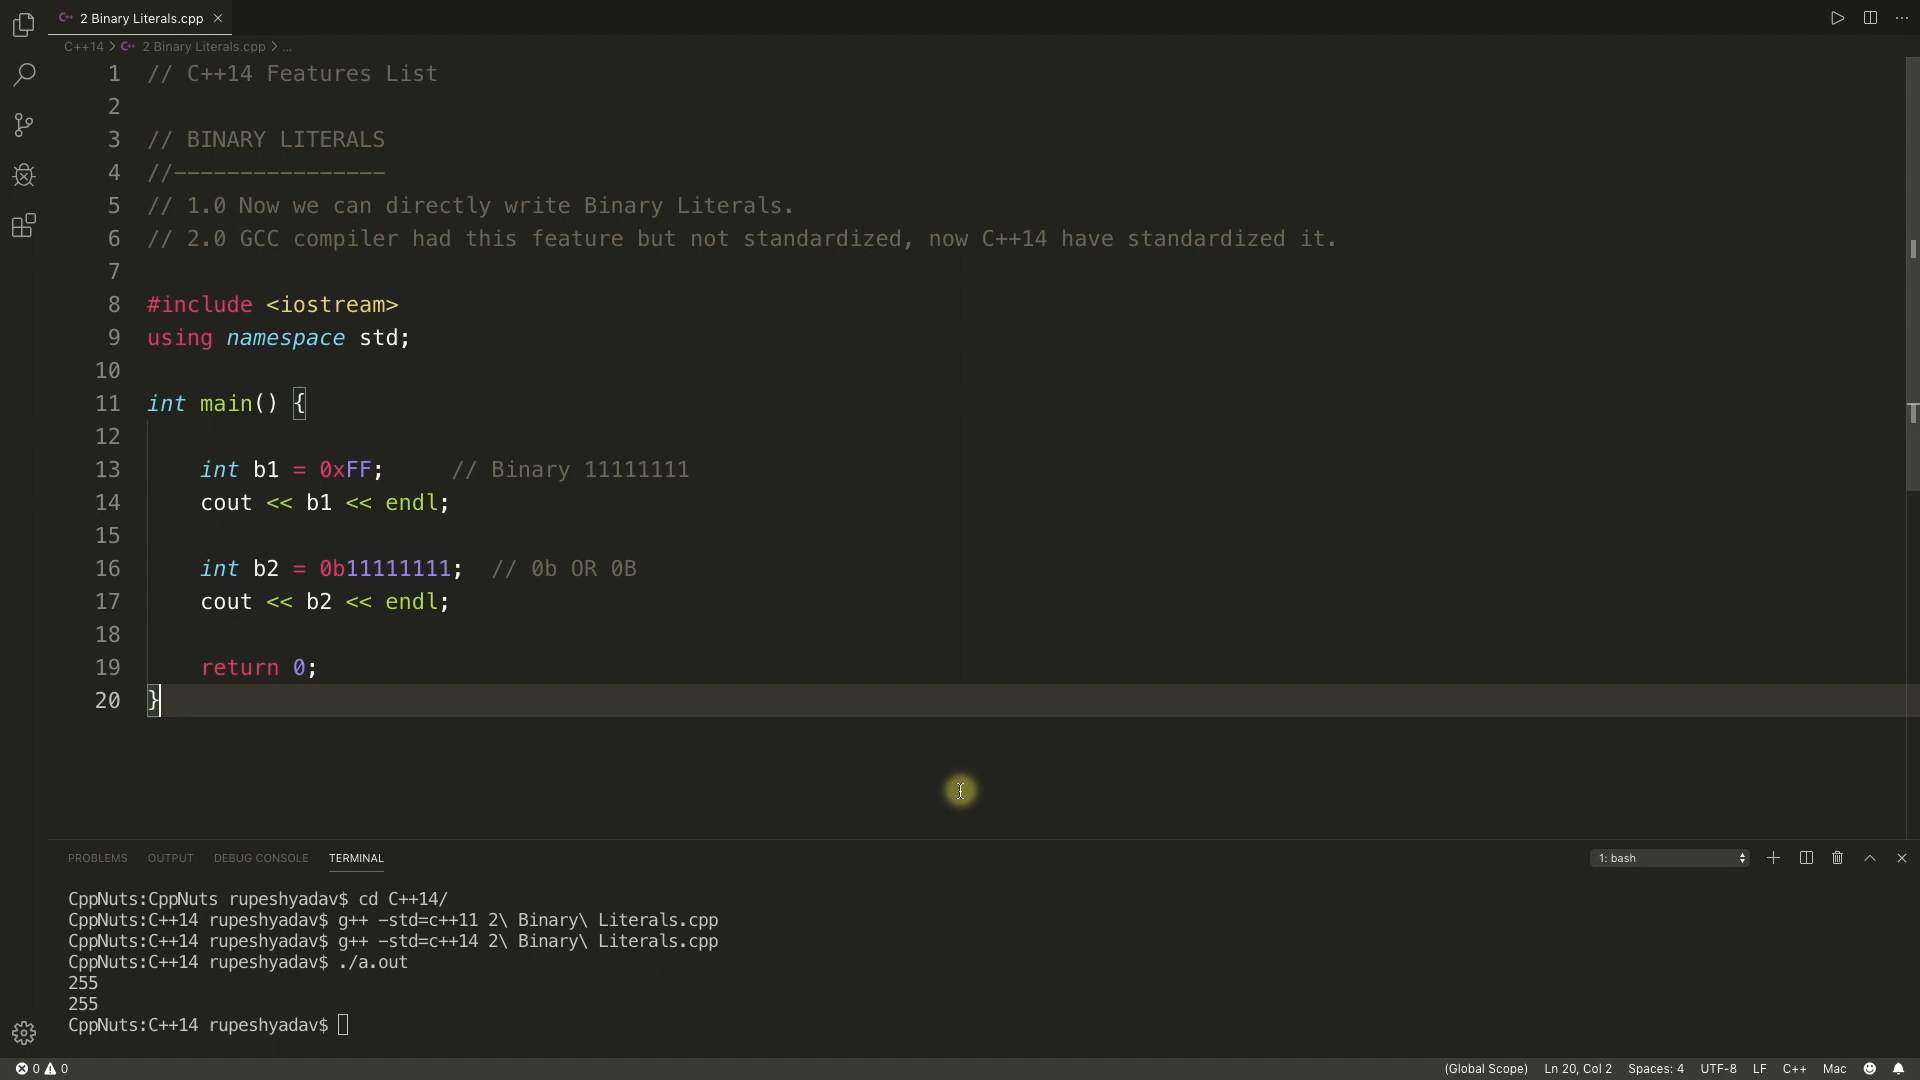 2 Binary Literals.cpp
C++14 > 2 Binary Literals.cpp > ...
1 // C++14 Features List
2
3 // BINARY LITERALS
4 //----------------
5 // 1.0 Now we can directly write Binary Literals.
6 // 2.0 GCC compiler had this feature but not standardized, now C++14 have standardized it.
7
8 #include <iostream>
9 using namespace std;
10
11 int main() {
12
13     int b1 = 0xFF;     // Binary 11111111
14     cout << b1 << endl;
15
16     int b2 = 0b11111111;  // 0b OR 0B
17     cout << b2 << endl;
18
19     return 0;
20 }
PROBLEMS OUTPUT DEBUG CONSOLE TERMINAL 1: bash
CppNuts:CppNuts rupeshyadav$ cd C++14/
CppNuts:C++14 rupeshyadav$ g++ -std=c++11 2\ Binary\ Literals.cpp
CppNuts:C++14 rupeshyadav$ g++ -std=c++14 2\ Binary\ Literals.cpp
CppNuts:C++14 rupeshyadav$ ./a.out
255
255
CppNuts:C++14 rupeshyadav$
0 0 (Global Scope) Ln 20, Col 2 Spaces: 4 UTF-8 LF C++ Mac